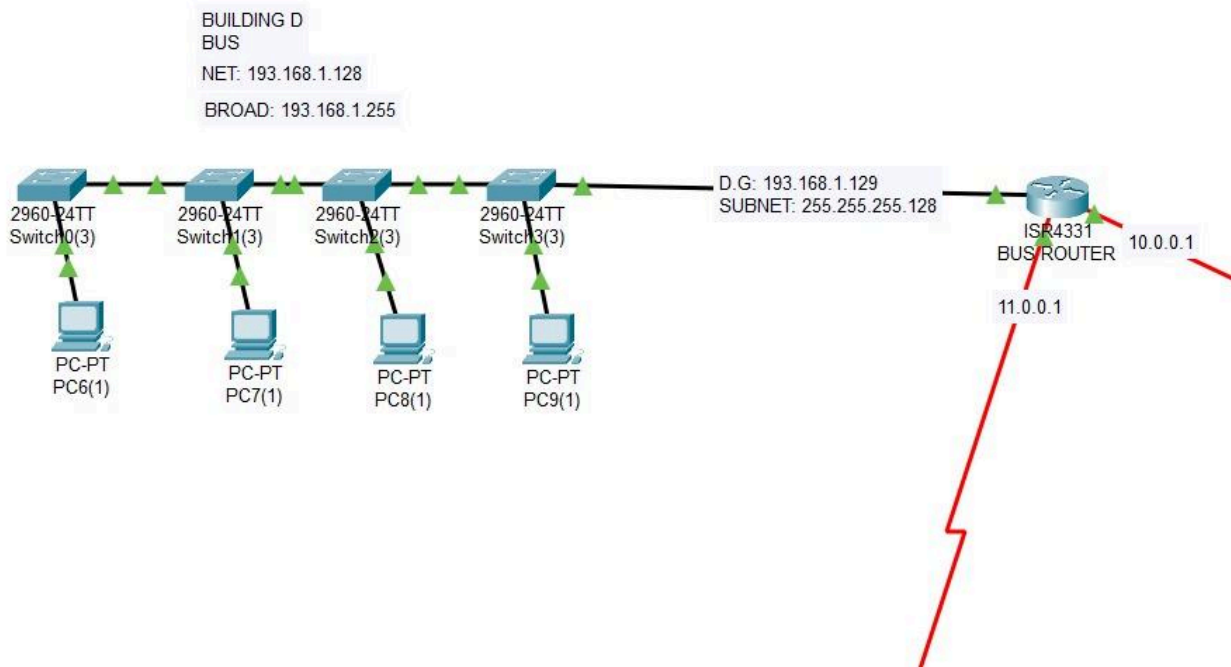 BUILDING D
BUS
NET: 193.168.1.128
BROAD: 193.168.1.255
D.G: 193.168.1.129
SUBNET: 255.255.255.128
2960-24TT
Switch0(3)
2960-24TT
Switch1(3)
2960-24TT
Switch2(3)
2960-24TT
Switch3(3)
ISR4331
BUS ROUTER
10.0.0.1
11.0.0.1
PC-PT
PC6(1)
PC-PT
PC7(1)
PC-PT
PC8(1)
PC-PT
PC9(1)